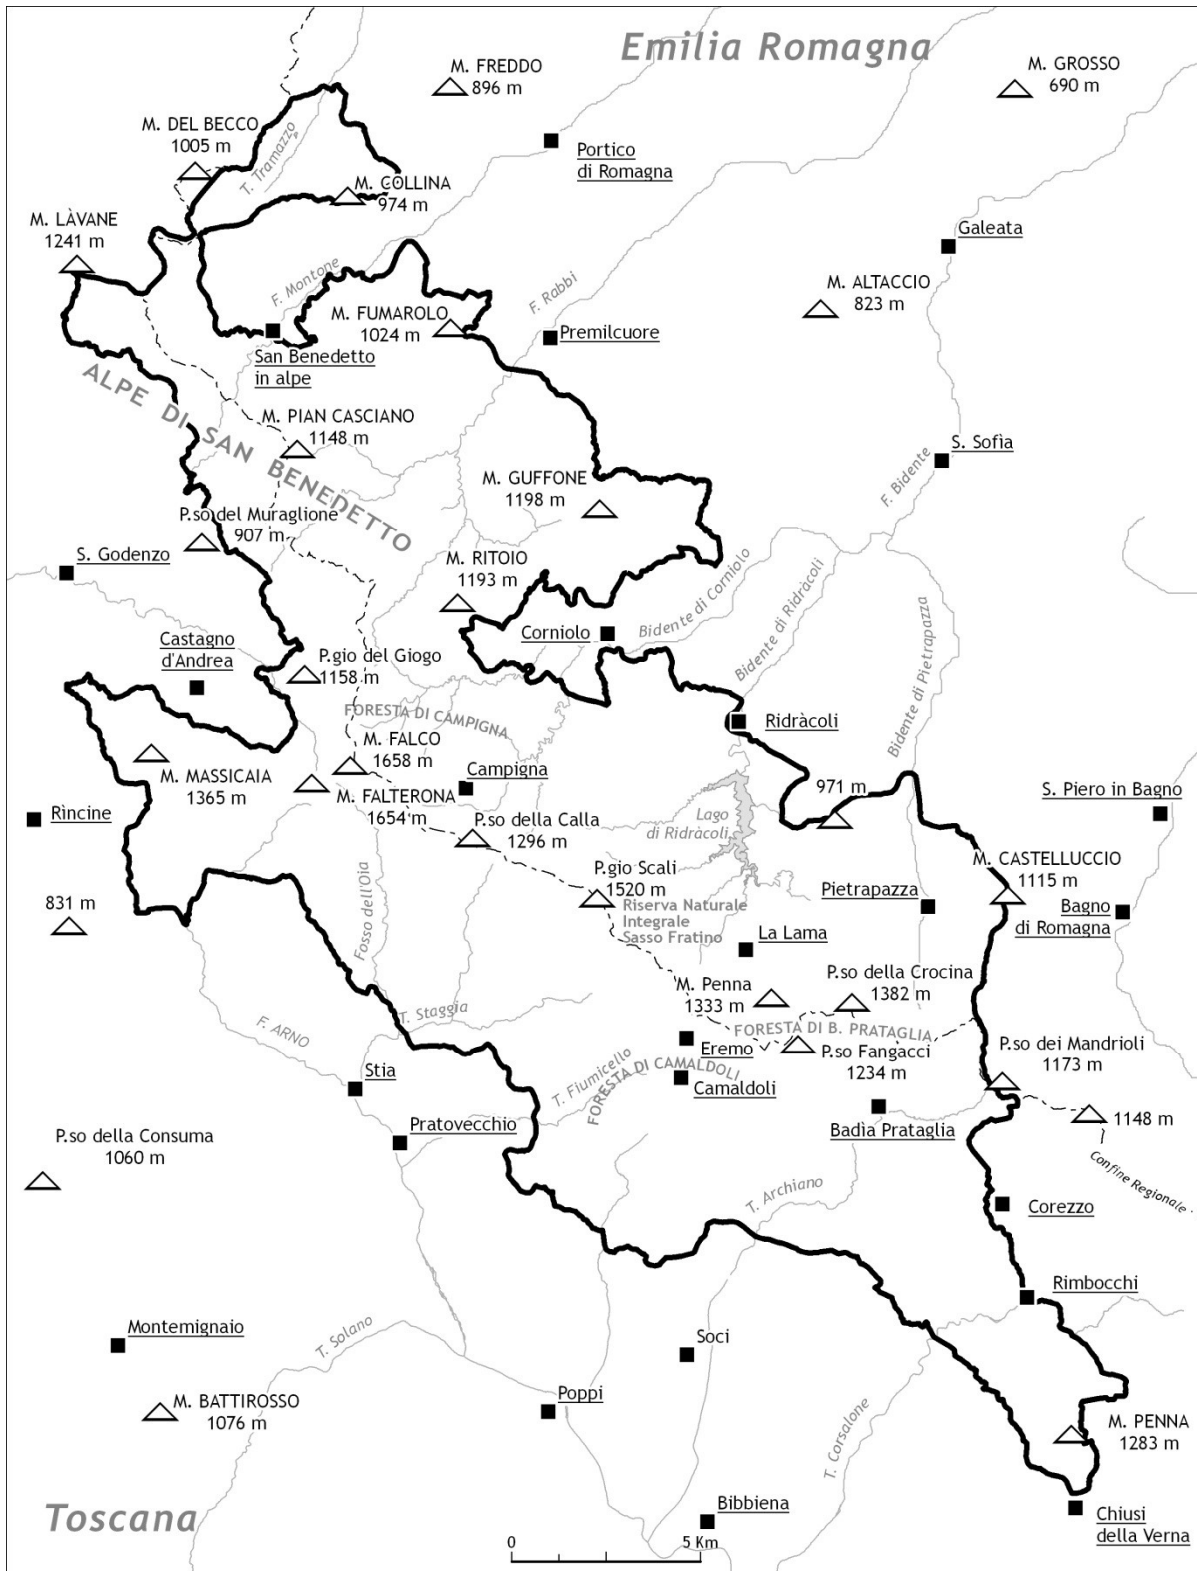 Emilia Romagna
M. FREDDO
896 m
M. GROSSO
690 m
M. DEL BECCO
1005 m
T. Tramazzo
Portico
di Romagna
M. COLLINA
974 m
M. LÀVANE
1241 m
Galeata
F. Montone
F. Rabbi
M. ALTACCIO
823 m
M. FUMAROLO
1024 m
Premilcuore
San Benedetto
in alpe
ALPE DI SAN BENEDETTO
M. PIAN CASCIANO
1148 m
S. Sofia
F. Bidente
M. GUFFONE
1198 m
P.so del Muraglione
907 m
S. Godenzo
M. RITOIO
1193 m
Bidente di Corniolo
Bidente di Ridràcoli
Bidente di Pietrapazza
Corniolo
Castagno
d'Andrea
P.gio del Giogo
1158 m
FORESTA DI CAMPIGNA
Ridràcoli
M. FALCO
1658 m
M. MASSICAIA
1365 m
Campigna
971 m
S. Piero in Bagno
M. FALTERONA
1654 m
Rìncine
P.so della Calla
1296 m
Lago
di Ridràcoli
P.gio Scali
1520 m
M. CASTELLUCCIO
1115 m
Pietrapazza
831 m
Riserva Naturale
Integrale
Sasso Fratino
Bagno
di Romagna
Fosso dell'Oia
La Lama
M. Penna
1333 m
P.so della Crocina
1382 m
T. Staggia
F. ARNO
FORESTA DI B. PRATAGLIA
Eremo
P.so Fangacci
1234 m
P.so dei Mandrioli
1173 m
Stia
T. Fiumicello
FORESTA DI CAMALDOLI
Camaldoli
Pratovecchio
Badìa Prataglia
1148 m
P.so della Consuma
1060 m
Confine Regionale
T. Archiano
Corezzo
Rimbocchi
Montemignaio
T. Solano
Soci
M. BATTIROSSO
1076 m
Poppi
T. Corsalone
M. PENNA
1283 m
Toscana
Bibbiena
Chiusi
della Verna
0 5 Km